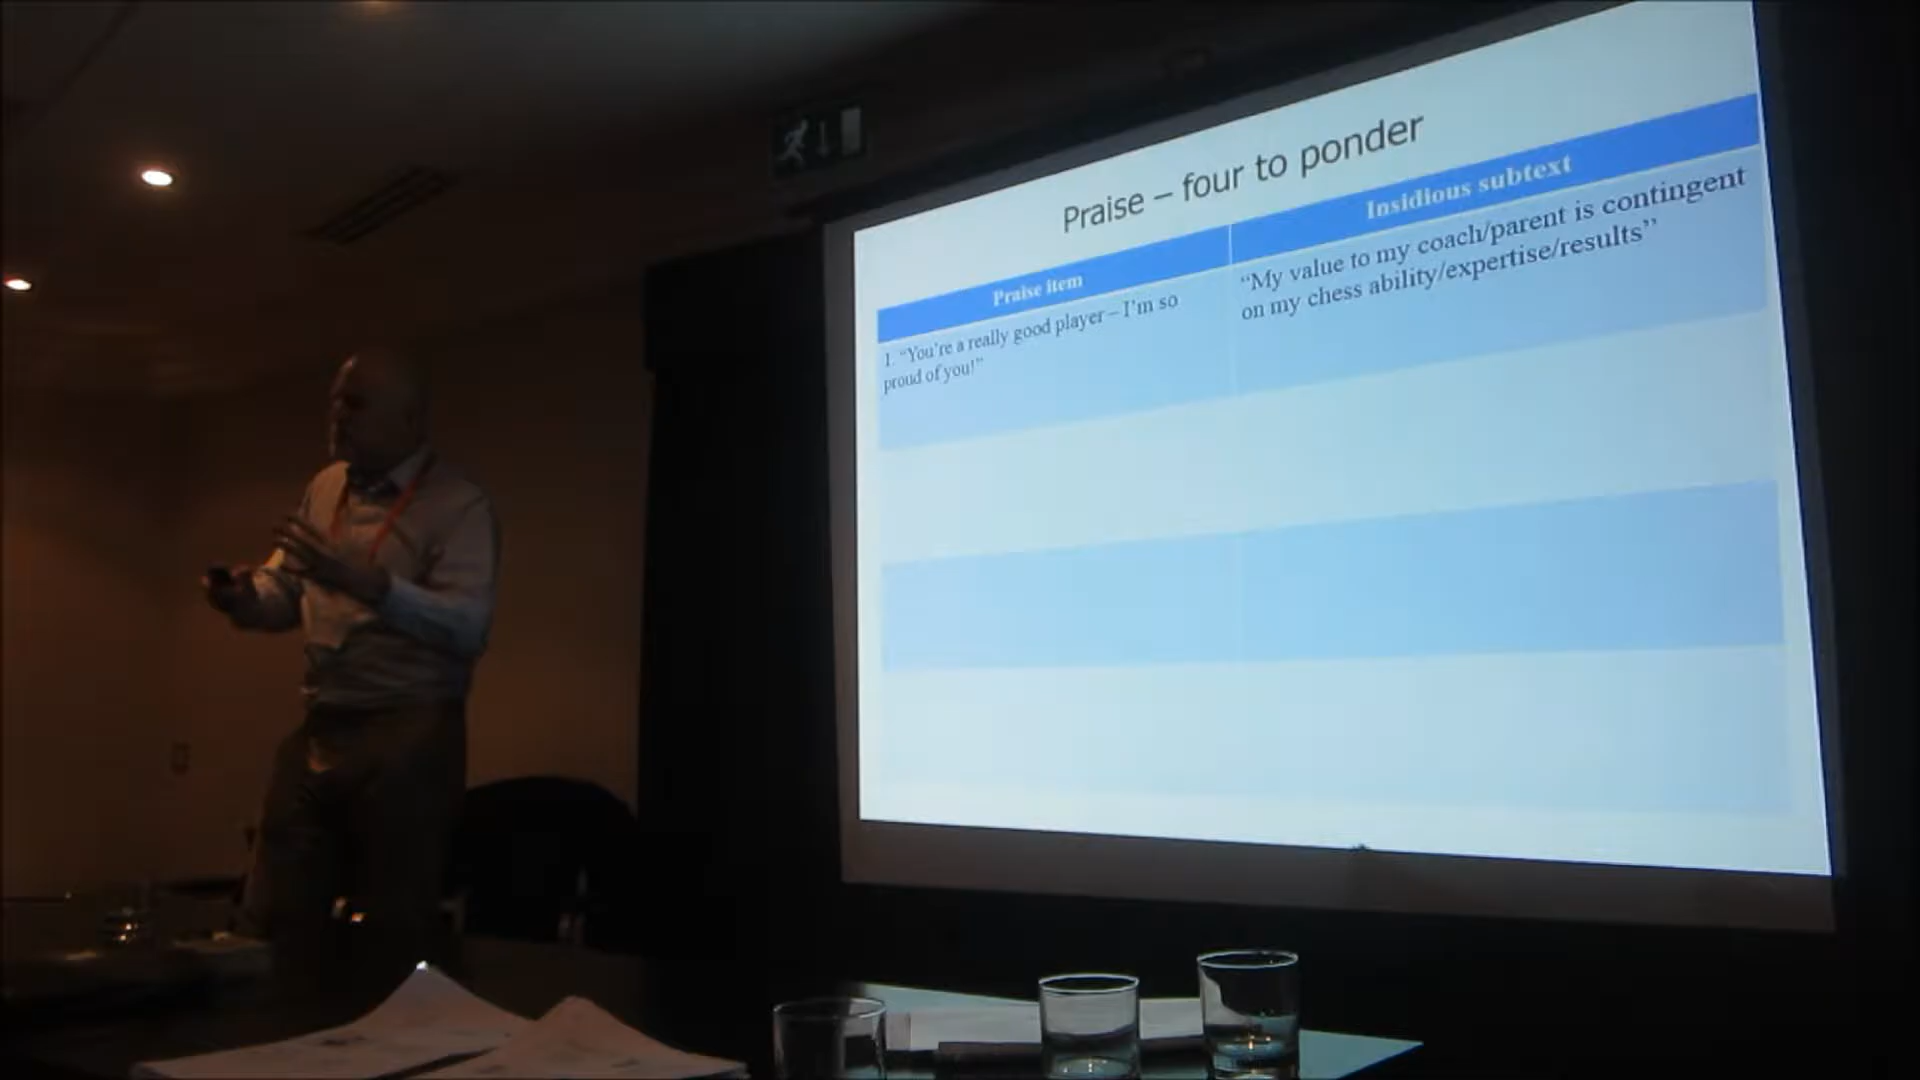 Praise – four to ponder
Praise item
Insidious subtext
1. “You’re a really good player – I’m so
proud of you!”
“My value to my coach/parent is contingent
on my chess ability/expertise/results”